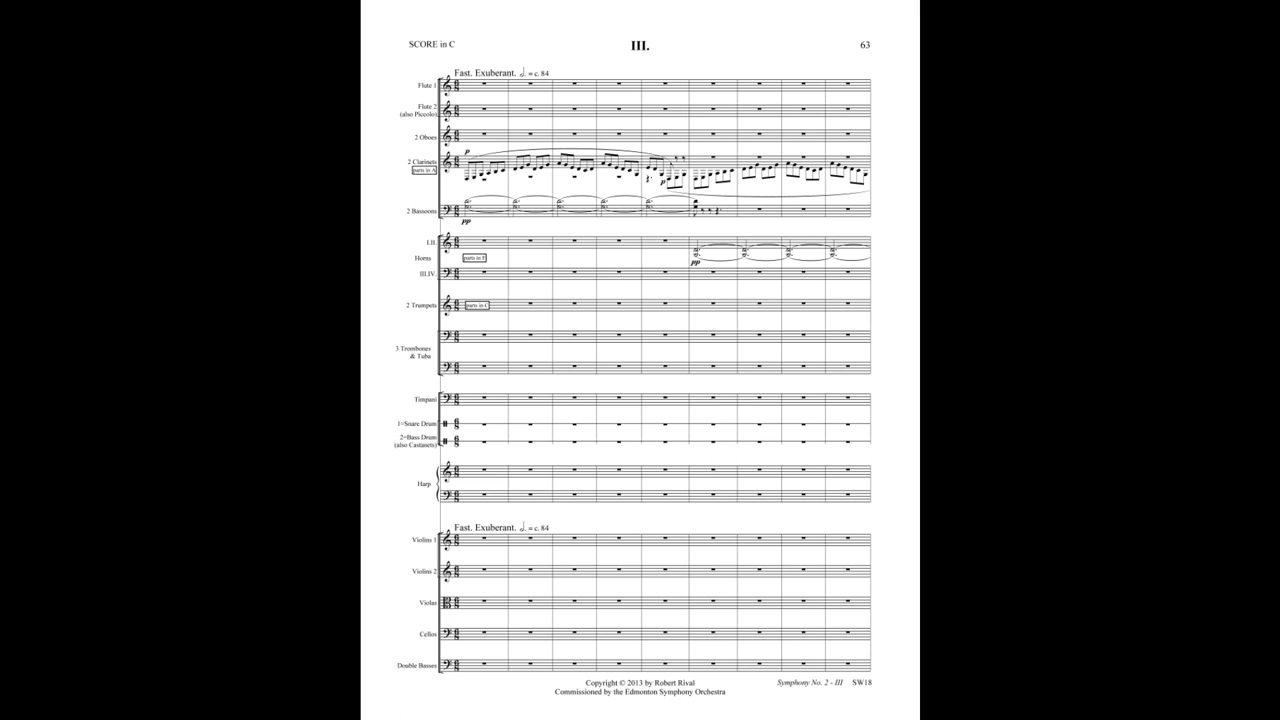 SCORE in C
III.
63
Fast. Exuberant. 𝅗𝅥. = c. 84
Flute 1
Flute 2
(also Piccolo)
2 Oboes
p
2 Clarinets
parts in A
p
2 Bassoons
pp
I.II.
Horns
parts in F
pp
III.IV.
2 Trumpets
parts in C
3 Trombones
& Tuba
Timpani
1=Snare Drum
2=Bass Drum
(also Castanets)
Harp
Fast. Exuberant. 𝅗𝅥. = c. 84
Violins 1
Violins 2
Violas
Cellos
Double Basses
Copyright © 2013 by Robert Rival
Commissioned by the Edmonton Symphony Orchestra
Symphony No. 2 - III SW18